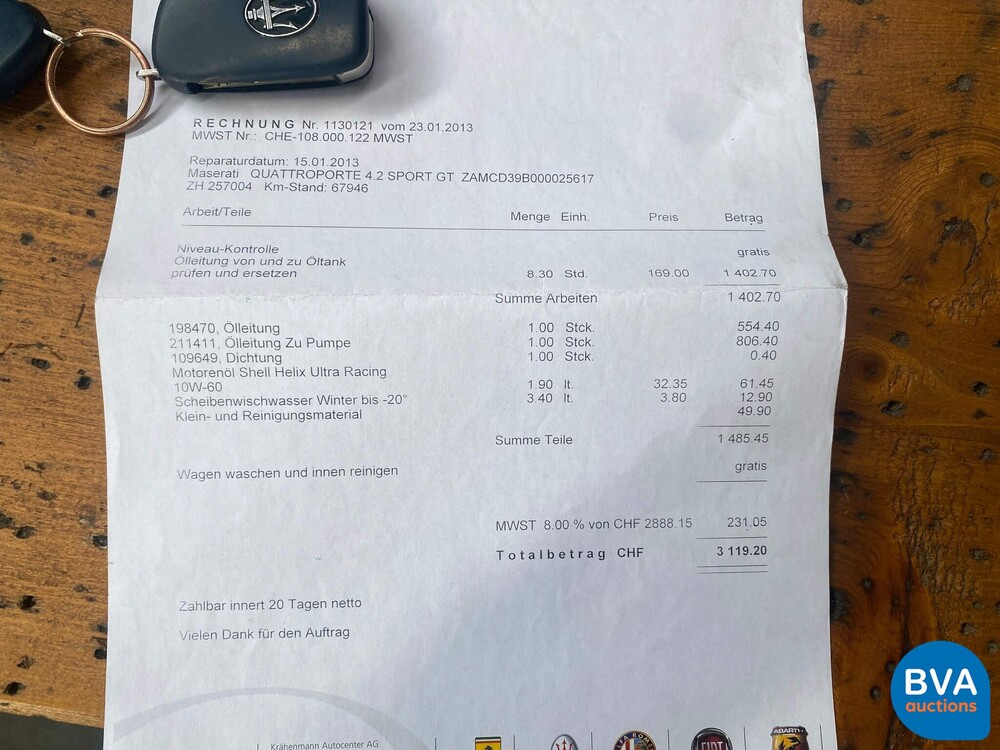 RECHNUNG Nr. 1130121 vom 23.01.2013
MWST Nr.: CHE-108.000.122 MWST
Reparaturdatum: 15.01.2013
Maserati QUATTROPORTE 4.2 SPORT GT ZAMCD39B000025617
ZH 257004 Km-Stand: 67946
Arbeit/Teile Menge Einh. Preis Betrag
Niveau-Kontrolle gratis
Ölleitung von und zu Öltank
prüfen und ersetzen 8.30 Std. 169.00 1 402.70
Summe Arbeiten 1 402.70
198470, Ölleitung 1.00 Stck. 554.40
211411, Ölleitung Zu Pumpe 1.00 Stck. 806.40
109649, Dichtung 1.00 Stck. 0.40
Motorenöl Shell Helix Ultra Racing
10W-60 1.90 lt. 32.35 61.45
Scheibenwischwasser Winter bis -20° 3.40 lt. 3.80 12.90
Klein- und Reinigungsmaterial 49.90
Summe Teile 1 485.45
Wagen waschen und innen reinigen gratis
MWST 8.00 % von CHF 2888.15 231.05
Totalbetrag CHF 3 119.20
Zahlbar innert 20 Tagen netto
Vielen Dank für den Auftrag
Krähenmann Autocenter AG
FIAT
ABARTH
BVA
auctions